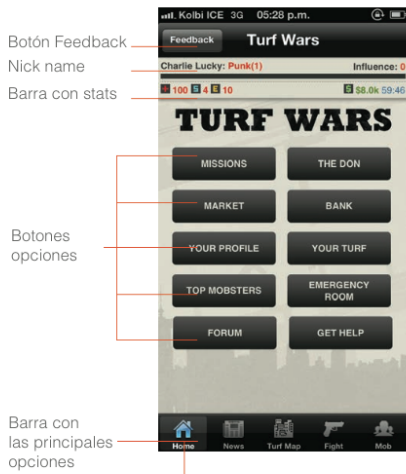 Kolbi ICE 3G 05:28 p.m.
Botón Feedback
Feedback
Turf Wars
Nick name
Charlie Lucky: Punk(1)
Influence: 0
Barra con stats
+ 100 S 4 E 10
$ $8.0k 59:46
TURF WARS
MISSIONS
THE DON
MARKET
BANK
Botones
opciones
YOUR PROFILE
YOUR TURF
TOP MOBSTERS
EMERGENCY
ROOM
FORUM
GET HELP
Barra con
las principales
opciones
Home
News
Turf Map
Fight
Mob